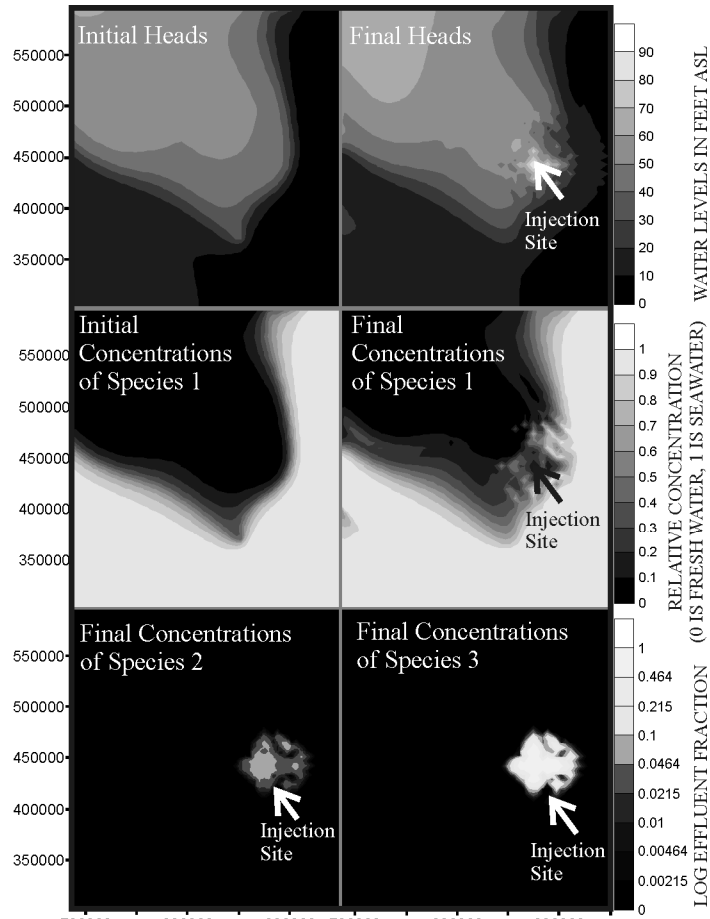 Initial Heads
Final Heads
550000
500000
450000
400000
350000
Injection
Site
90
80
70
60
50
40
30
20
10
0
WATER LEVELS IN FEET ASL
Initial
Concentrations
of Species 1
Final
Concentrations
of Species 1
550000
500000
450000
400000
350000
Injection
Site
1
0.9
0.8
0.7
0.6
0.5
0.4
0.3
0.2
0.1
0
RELATIVE CONCENTRATION
(0 IS FRESH WATER, 1 IS SEAWATER)
Final Concentrations
of Species 2
Final Concentrations
of Species 3
550000
500000
450000
400000
350000
Injection
Site
Injection
Site
1
0.464
0.215
0.1
0.0464
0.0215
0.01
0.00464
0.00215
0
LOG EFFLUENT FRACTION